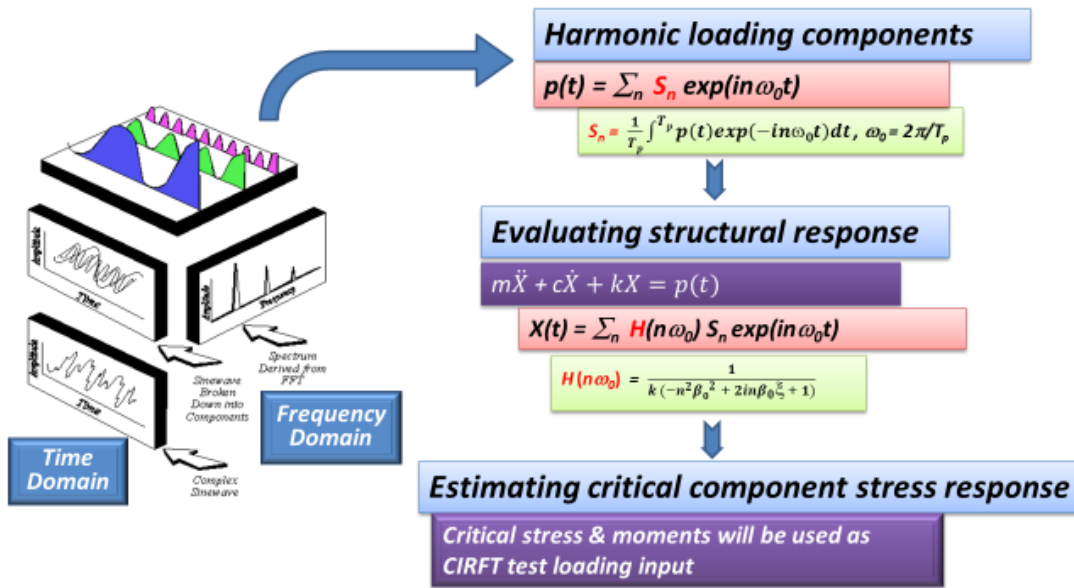 Harmonic loading components
p(t) = ∑ₙ Sₙ exp(inω₀t)
Sₙ = 1/Tₚ ∫^Tₚ p(t)exp(−inω₀t)dt, ω₀ = 2π/Tₚ
Evaluating structural response
mẌ + cẊ + kX = p(t)
X(t) = ∑ₙ H(nω₀) Sₙ exp(inω₀t)
H(nω₀) = 1/k(−n²β₀² + 2inβ₀ξ + 1)
Estimating critical component stress response
Critical stress & moments will be used as
CIRFT test loading input
Amplitude
Time
Amplitude
Frequency
Amplitude
Time
Sinewave
Broken
Down into
Components
Spectrum
Derived from
FFT
Complex
Sinewave
Time
Domain
Frequency
Domain